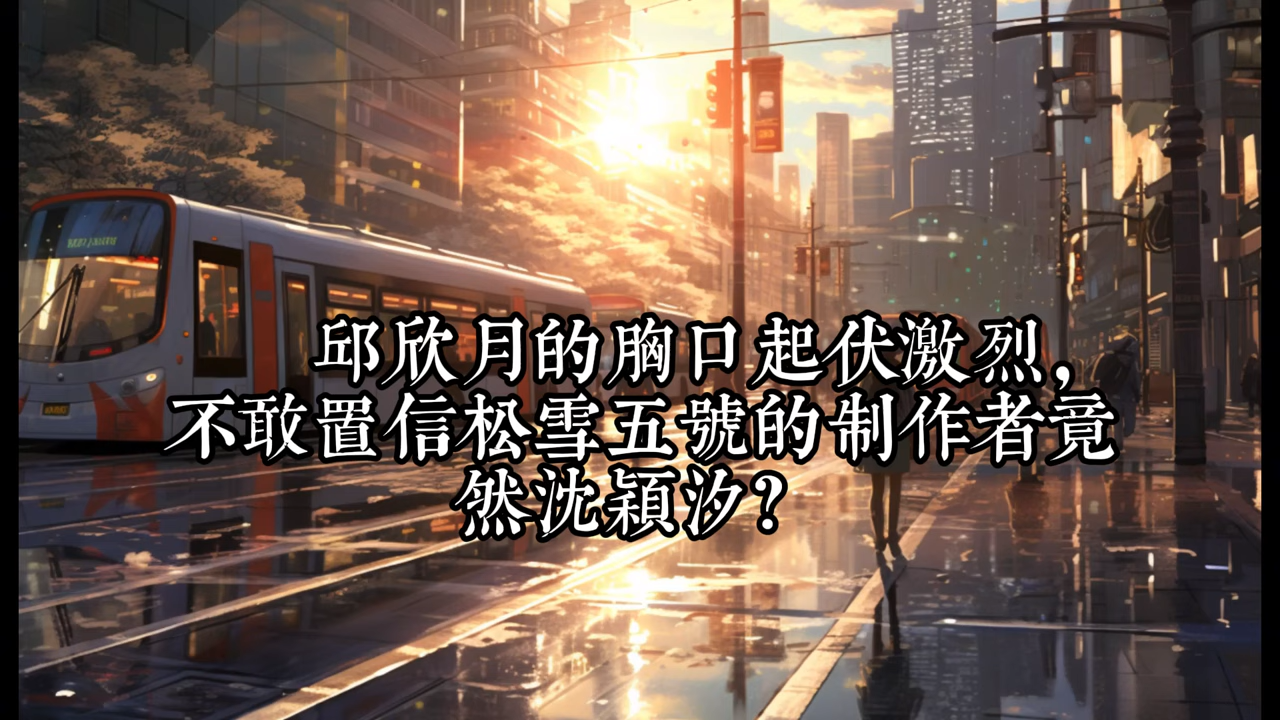 邱欣月的胸口起伏激烈，
不敢置信松雪五號的制作者竟
然沈穎汐？